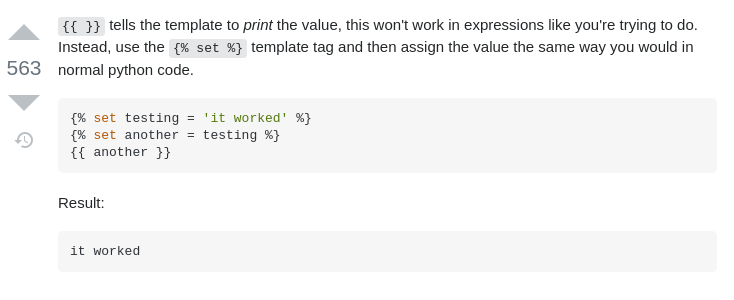 {{ }} tells the template to print the value, this won't work in expressions like you're trying to do.
Instead, use the {% set %} template tag and then assign the value the same way you would in
563
normal python code.
{% set testing = 'it worked' %}
{% set another = testing %}
{{ another }}
Result:
it worked